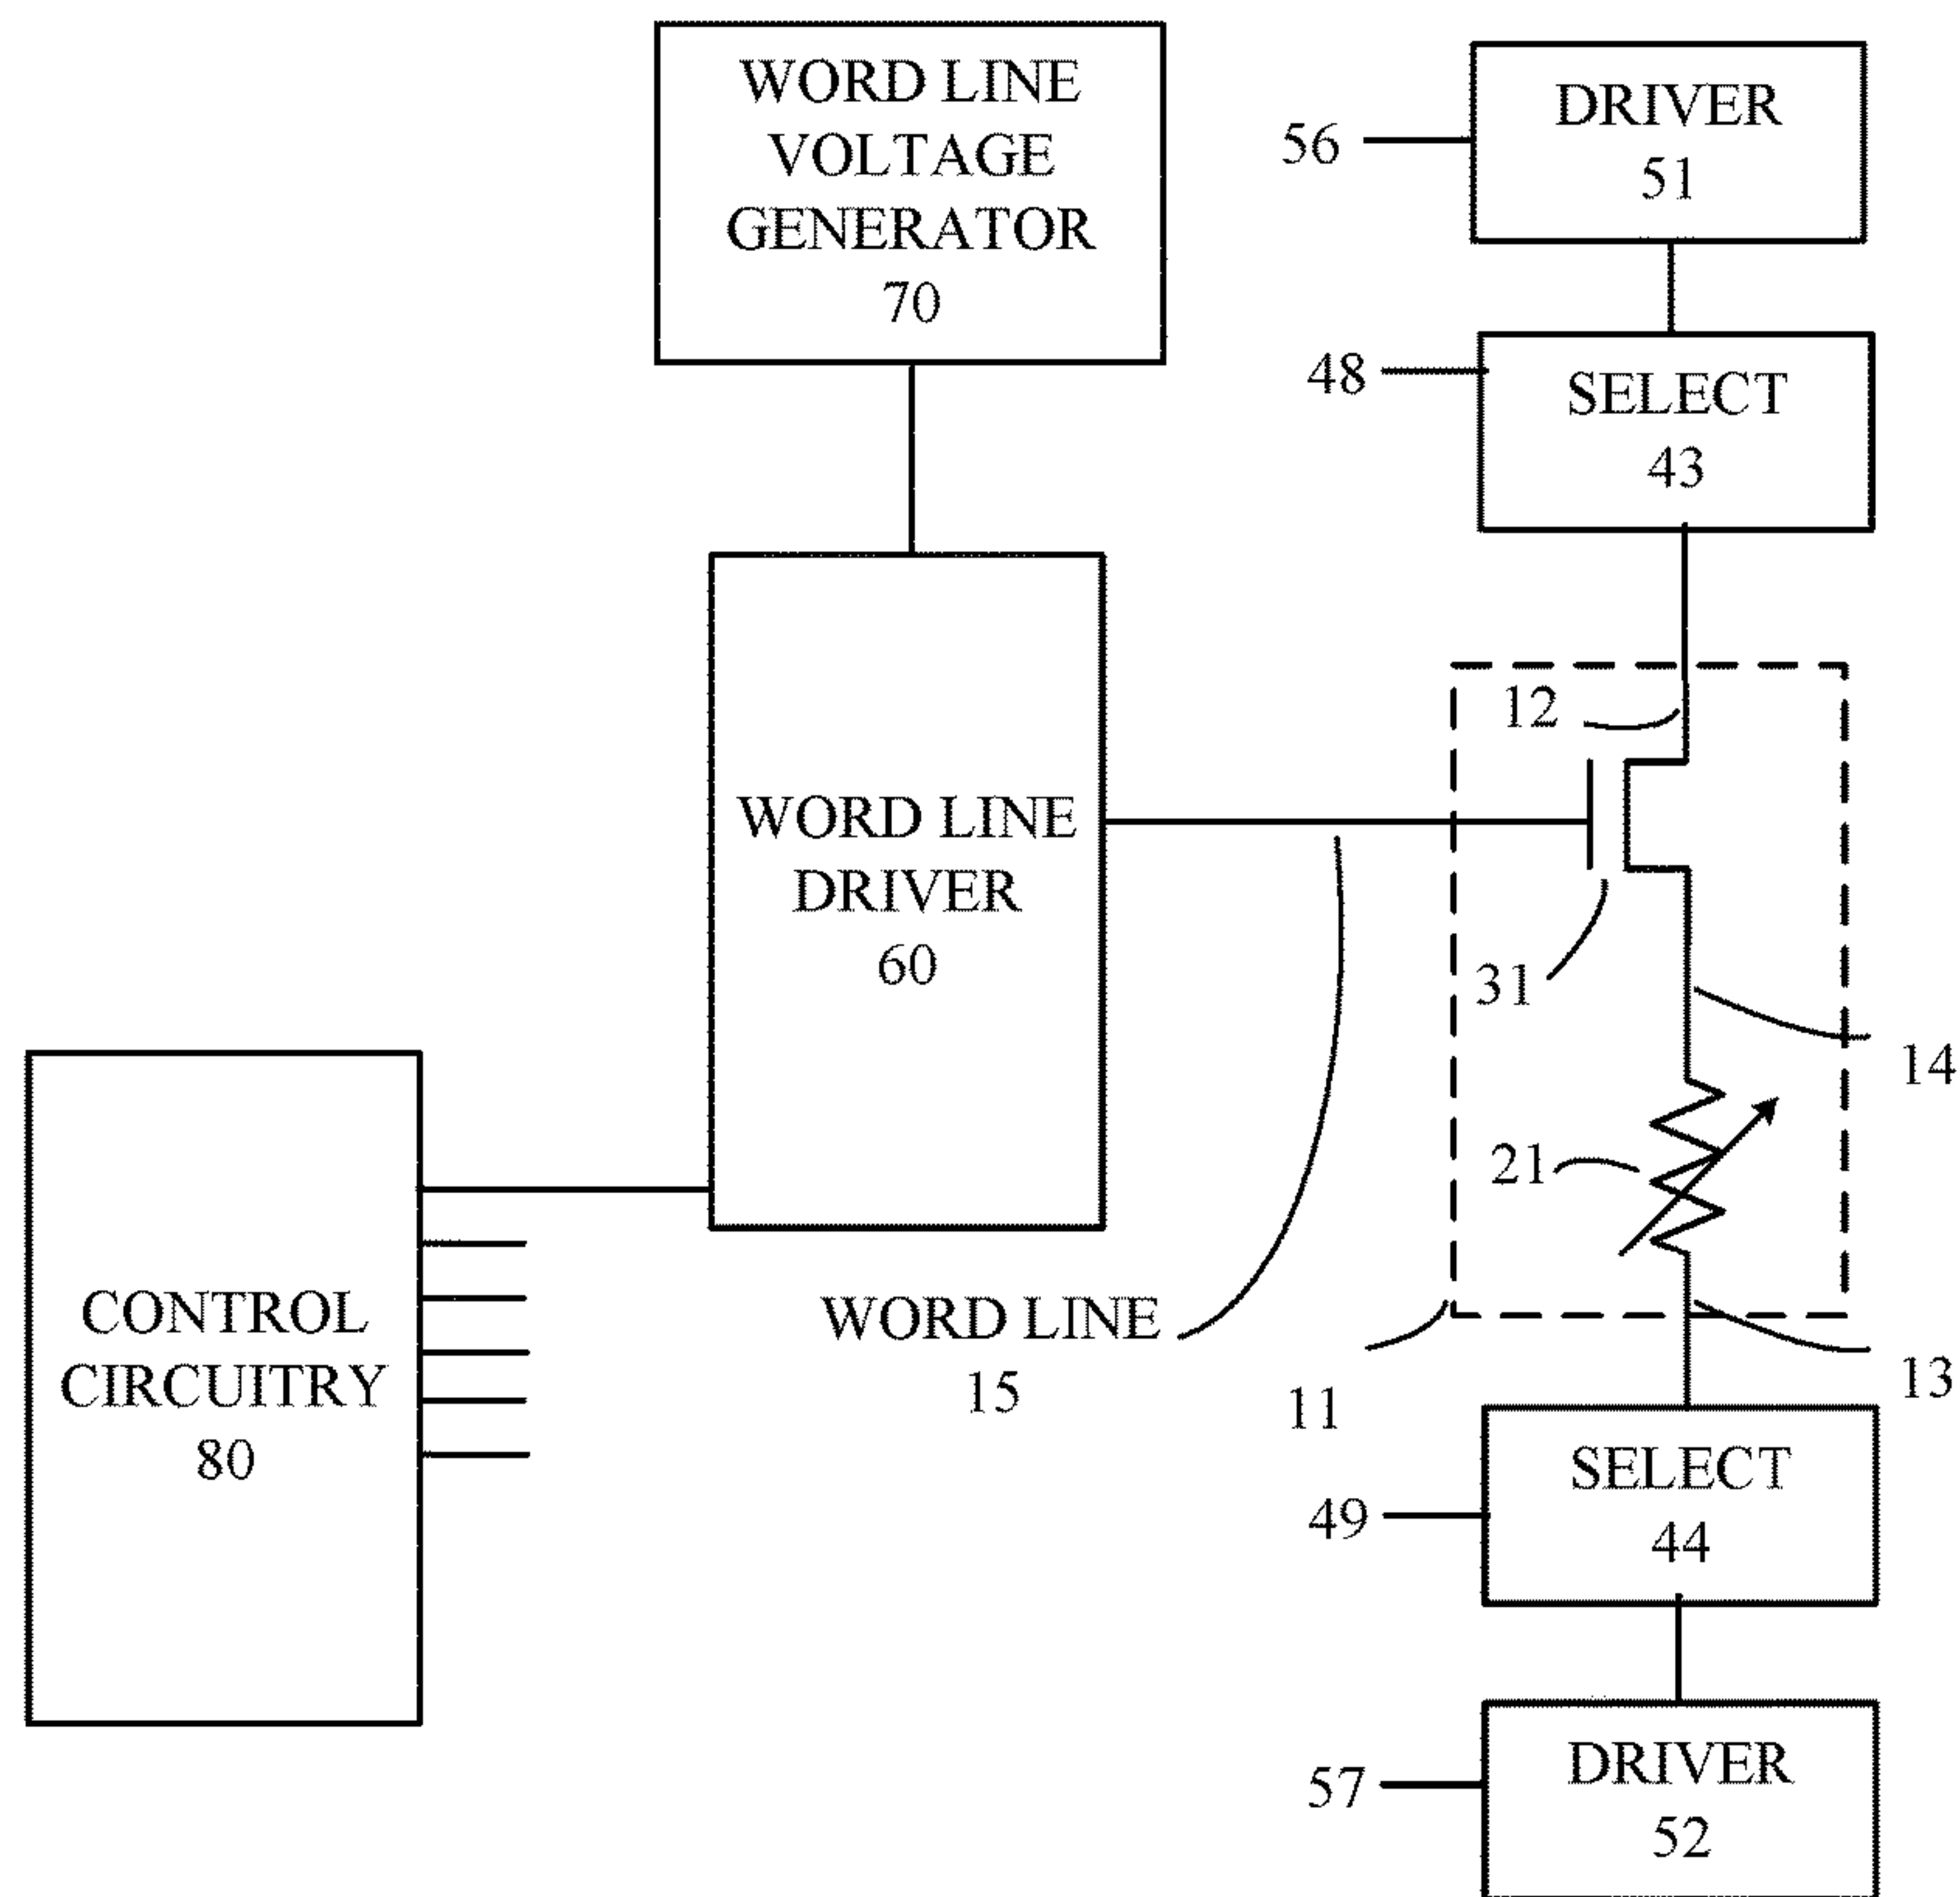 WORD LINE
VOLTAGE
GENERATOR
70
DRIVER
51
56
SELECT
43
48
12
WORD LINE
DRIVER
60
31
14
21
CONTROL
CIRCUITRY
80
WORD LINE
15
11
13
SELECT
44
49
DRIVER
52
57